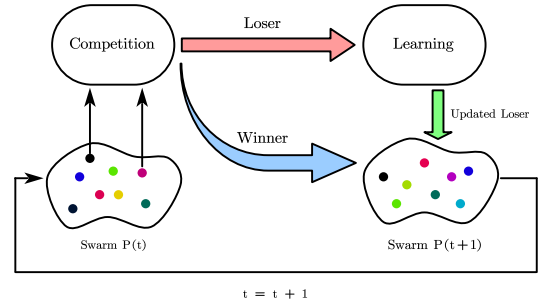 Loser
Competition
Learning
Updated Loser
Winner
Swarm P(t)
Swarm P(t+1)
t = t + 1